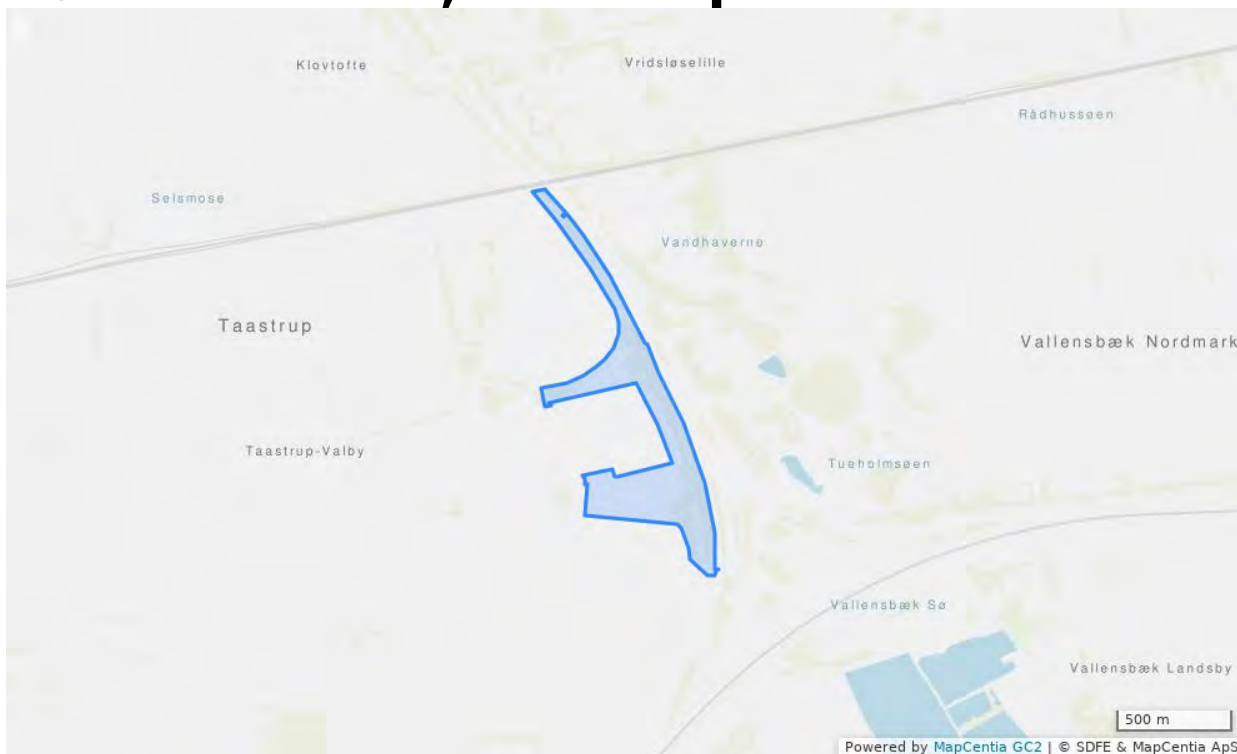 Vridsløselille
Klovtofte
Rådhussøen
Selsmose
Vandhaverne
Taastrup
Vallensbæk Nordmark
Taastrup-Valby
Tueholmsøen
Vallensbæk Sø
Vallensbæk Landsby
500 m
Powered by MapCentia GC2 | © SDFE & MapCentia ApS